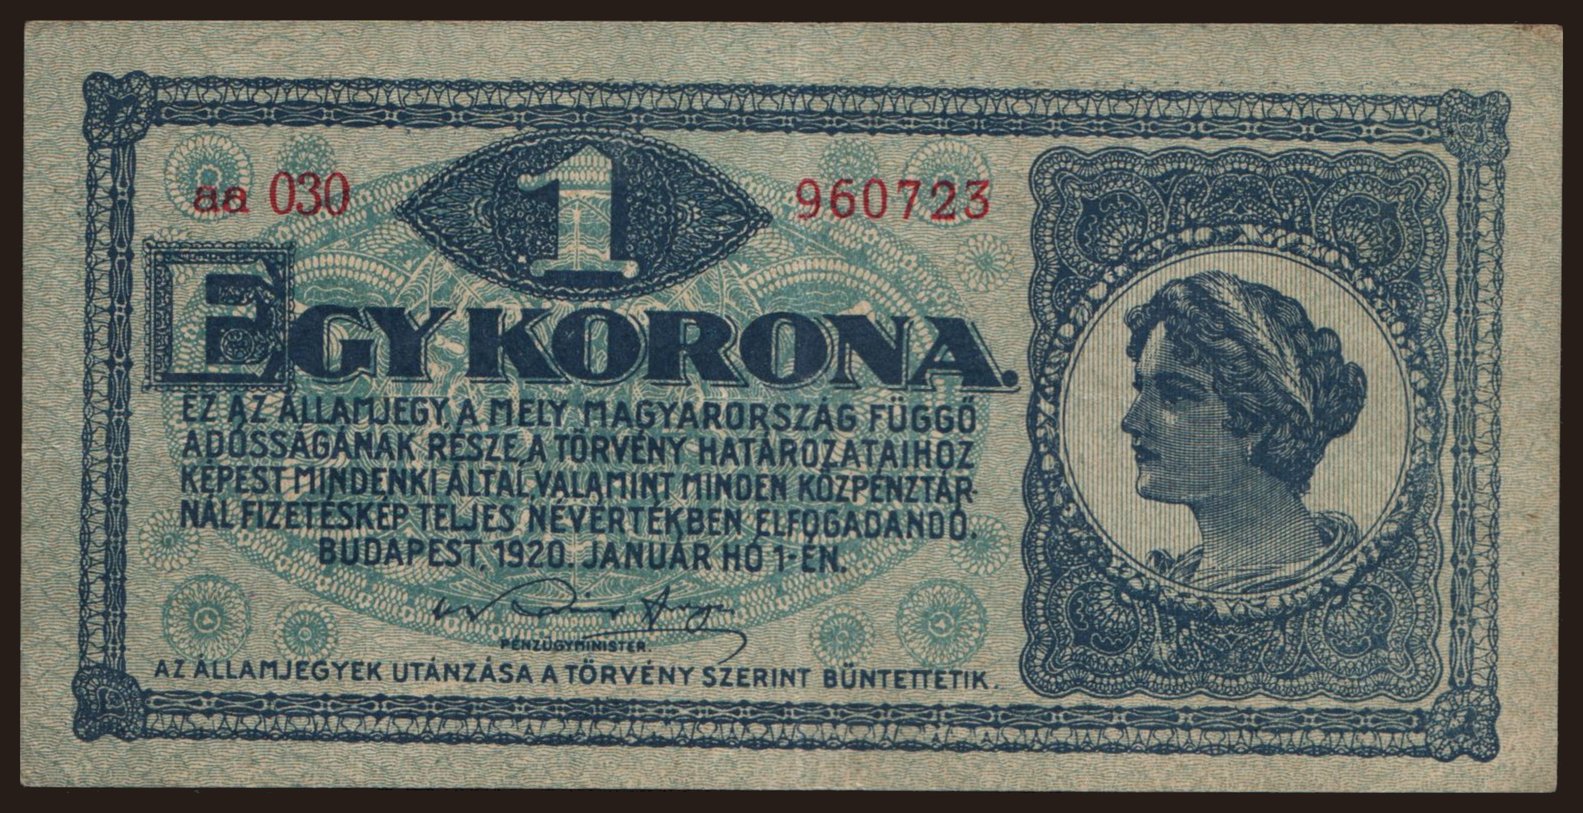 aa 030
1
960723
EGY KORONA.
EZ AZ ÁLLAMJEGY, A MELY MAGYARORSZÁG FÜGGŐ
ADÓSSÁGÁNAK RÉSZE, A TÖRVÉNY HATÁROZATAIHOZ
KÉPEST MINDENKI ÁLTAL, VALAMINT MINDEN KÖZPÉNZTÁR-
NÁL FIZETÉSKÉP TELJES NÉVÉRTÉKBEN ELFOGADANDÓ.
BUDAPEST, 1920. JANUÁR HÓ 1-ÉN.
PÉNZÜGYMINISTER.
AZ ÁLLAMJEGYEK UTÁNZÁSA A TÖRVÉNY SZERINT BÜNTETTETIK.